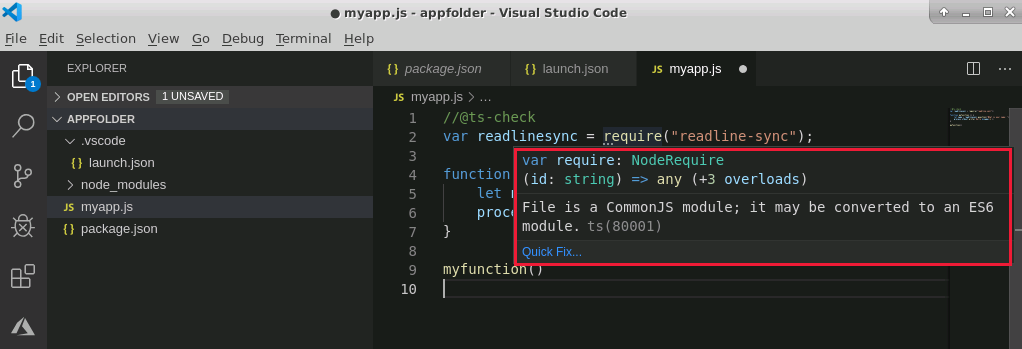 ● myapp.js - appfolder - Visual Studio Code
File Edit Selection View Go Debug Terminal Help
EXPLORER
1
OPEN EDITORS 1 UNSAVED
APPFOLDER
.vscode
{} launch.json
node_modules
JS myapp.js
{} package.json
{} package.json {} launch.json JS myapp.js ●
JS myapp.js > ...
1 //@ts-check
2 var readlinesync = require("readline-sync");
3
4 function
5 let
6 proce
7 }
8
9 myfunction()
10
var require: NodeRequire
(id: string) => any (+3 overloads)
File is a CommonJS module; it may be converted to an ES6
module. ts(80001)
Quick Fix...